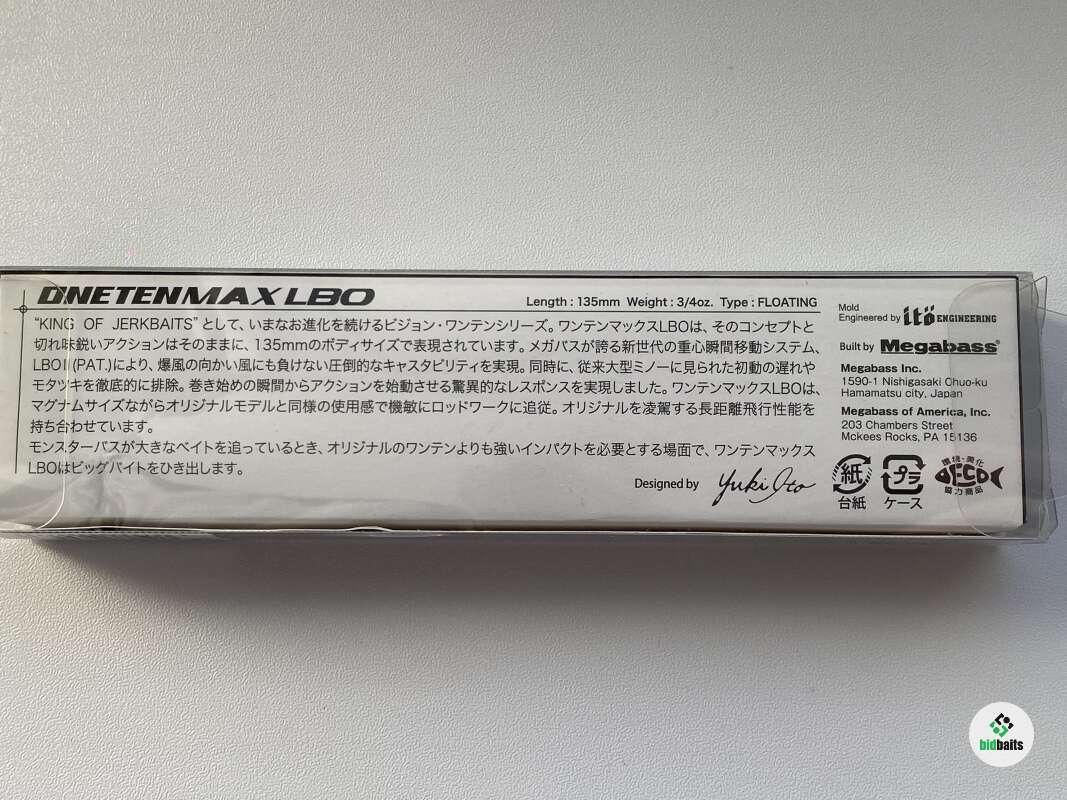 ONETENMAX LBO
Length : 135mm Weight : 3/4oz. Type : FLOATING
“KING OF JERKBAITS”として、いまなお進化を続けるビジョン・ワンテンシリーズ。ワンテンマックスLBOは、そのコンセプトと
切れ味鋭いアクションはそのままに、135mmのボディサイズで表現されています。メガバスが誇る新世代の重心瞬間移動システム、
LBOII(PAT.)により、爆風の向かい風にも負けない圧倒的なキャスタビリティを実現。同時に、従来大型ミノーに見られた初動の遅れや
モタツキを徹底的に排除。巻き始めの瞬間からアクションを始動させる驚異的なレスポンスを実現しました。ワンテンマックスLBOは、
マグナムサイズながらオリジナルモデルと同様の使用感で機敏にロッドワークに追従。オリジナルを凌駕する長距離飛行性能を
持ち合わせています。
モンスターバスが大きなベイトを追っているとき、オリジナルのワンテンよりも強いインパクトを必要とする場面で、ワンテンマックス
LBOはビッグバイトをひき出します。
Designed by Yuki Ito
Mold
Engineered by Itö ENGINEERING
Built by Megabass®
Megabass Inc.
1590-1 Nishigasaki Chuo-ku
Hamamatsu city, Japan
Megabass of America, Inc.
203 Chambers Street
Mckees Rocks, PA 15136
紙
台紙
プラ
ケース
環境・美化
ECO
協力商品
bidbaits